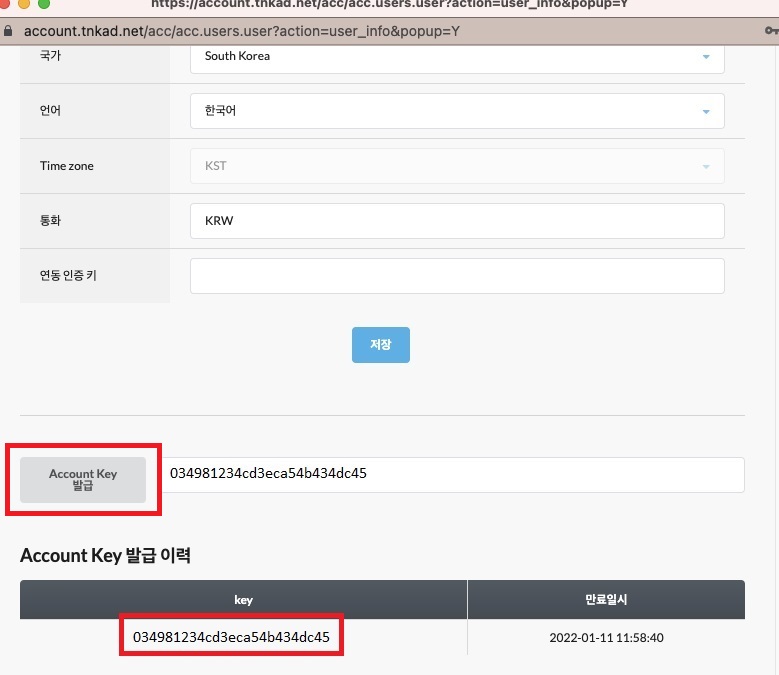 https://account.tnkad.net/acc/acc.users.user?action=user_info&popup=Y
account.tnkad.net/acc/acc.users.user?action=user_info&popup=Y
국가 South Korea
언어 한국어
Time zone KST
통화 KRW
연동 인증 키
저장
Account Key
발급
034981234cd3eca54b434dc45
Account Key 발급 이력
key 만료일시
034981234cd3eca54b434dc45 2022-01-11 11:58:40